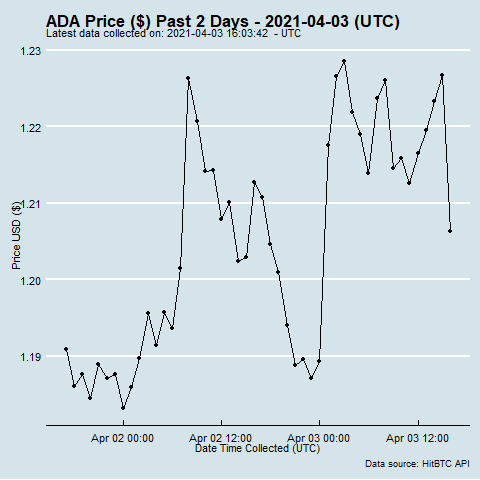 ADA Price ($) Past 2 Days - 2021-04-03 (UTC)
Latest data collected on: 2021-04-03 16:03:42 - UTC
1.23
1.22
1.21
1.20
1.19
Price USD ($)
Apr 02 00:00 Apr 02 12:00 Apr 03 00:00 Apr 03 12:00
Date Time Collected (UTC)
Data source: HitBTC API